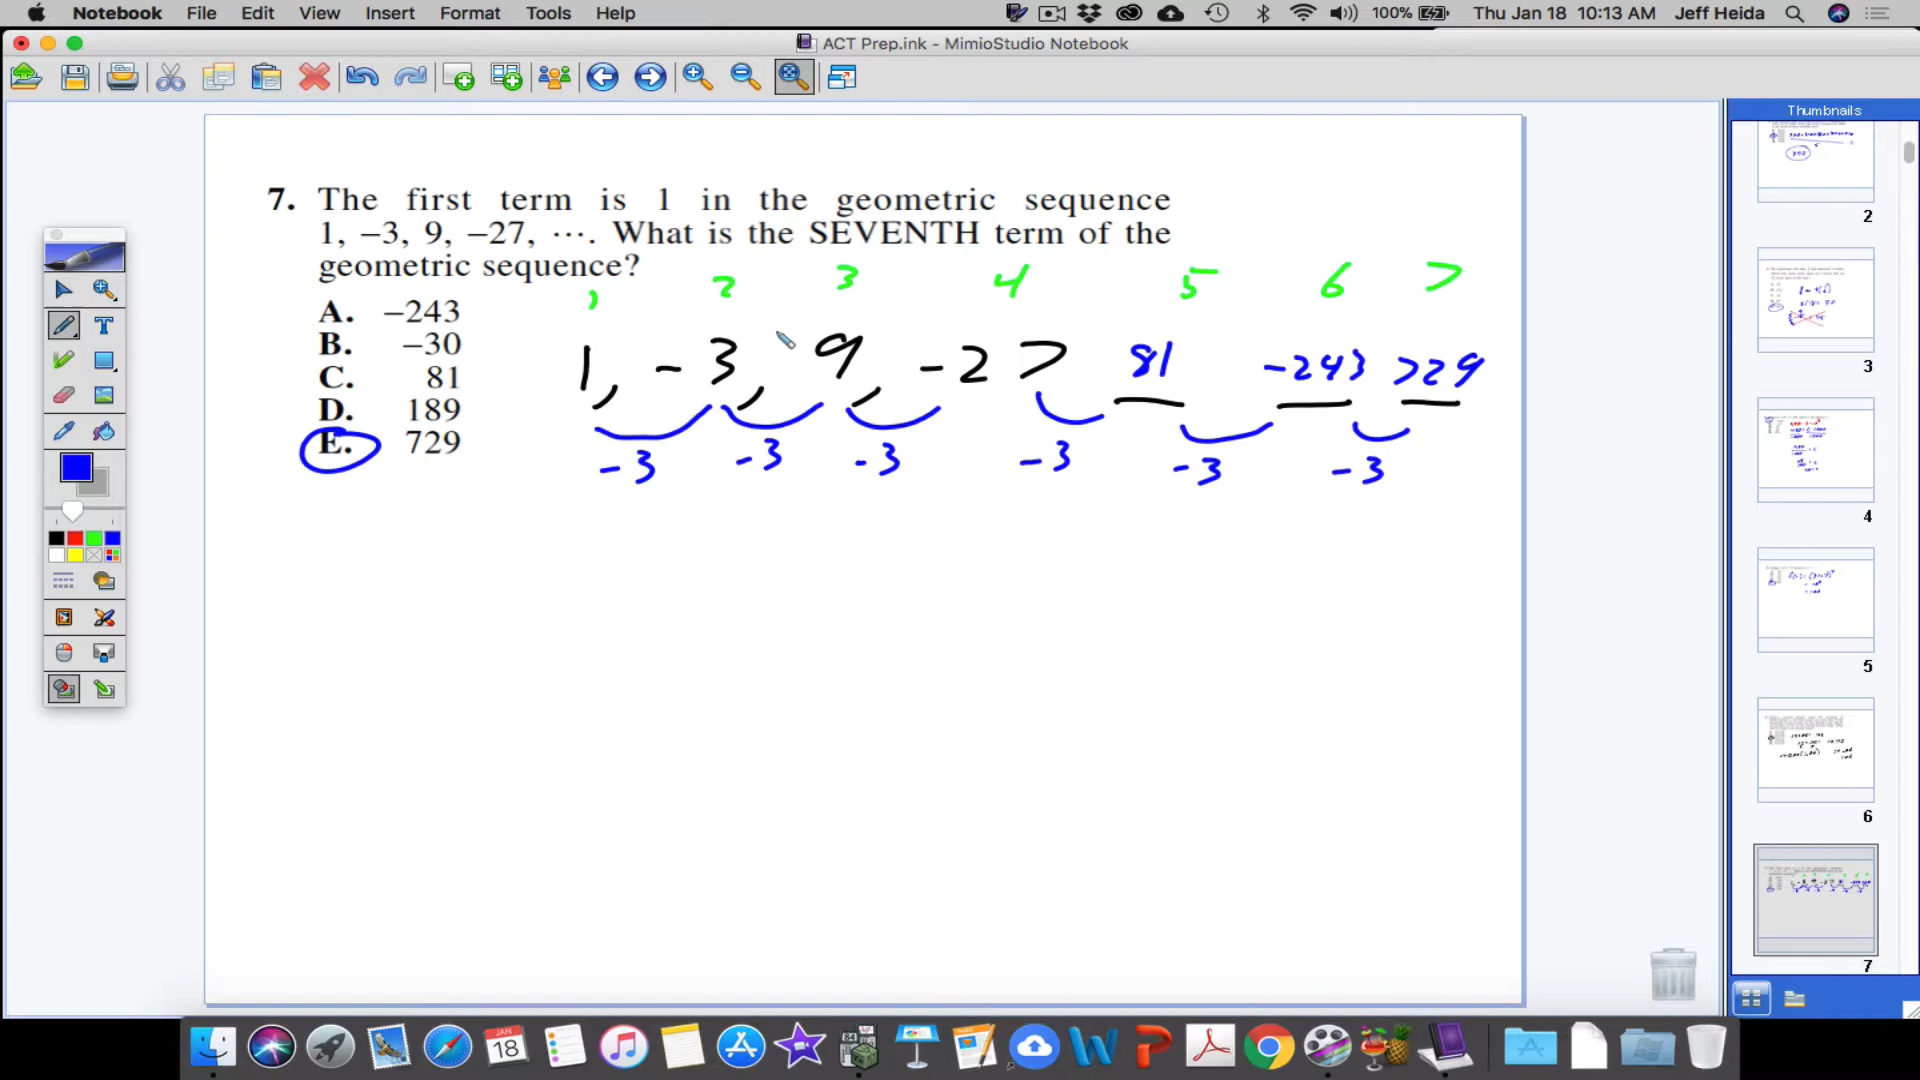 Notebook File Edit View Insert Format Tools Help 100% Thu Jan 18 10:13 AM Jeff Heida
ACT Prep.ink - MimioStudio Notebook
Thumbnails
7. The first term is 1 in the geometric sequence
1, −3, 9, −27, ⋯. What is the SEVENTH term of the
geometric sequence?
A. −243
B. −30
C. 81
D. 189
E. 729
1 2 3 4 5 6 7
1, -3, 9, -27 81 -243 729
-3 -3 -3 -3 -3 -3
2
3
4
5
6
7
JAN
18